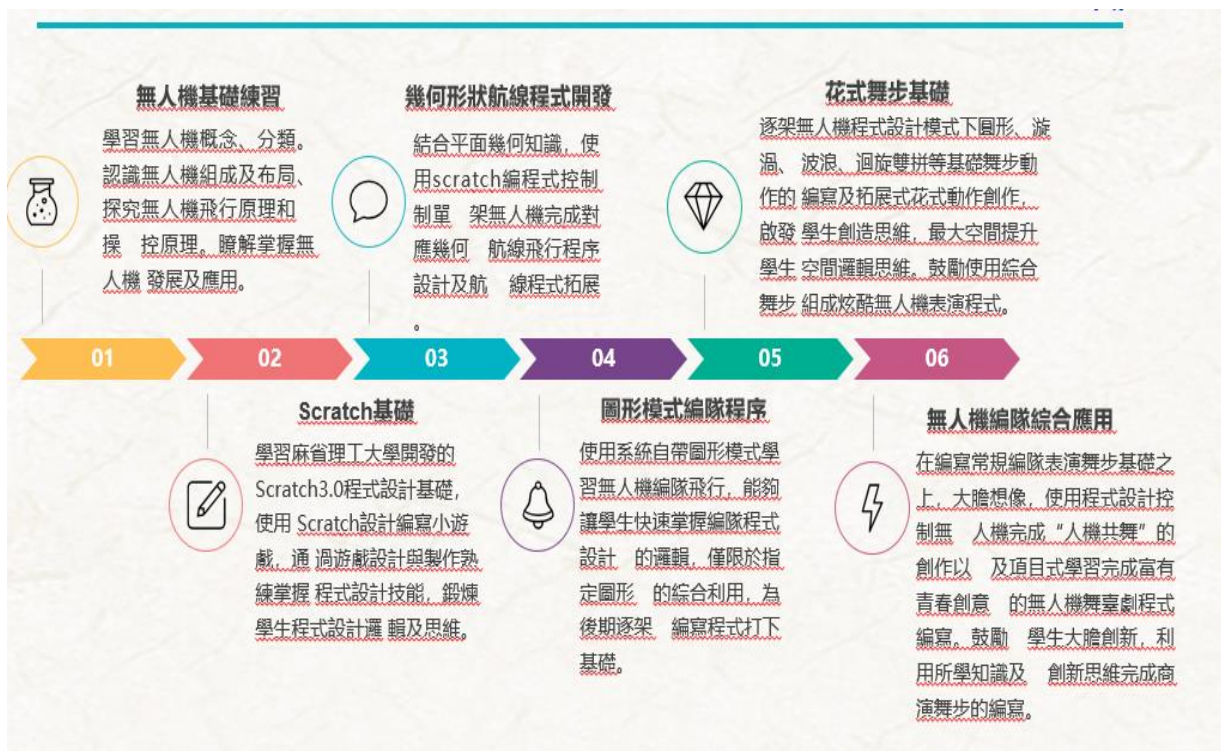 無人機基礎練習
學習無人機概念、分類。
認識無人機組成及布局、
探究無人機飛行原理和
操 控原理。瞭解掌握無
人機 發展及應用。
幾何形狀航線程式開發
結合平面幾何知識，使
用scratch編程式控制
制單 架無人機完成對
應幾何 航線飛行程序
設計及航 線程式拓展
。
花式舞步基礎
逐架無人機程式設計模式下圓形、漩
渦、 波浪、迴旋雙拼等基礎舞步動
作的 編寫及拓展式花式動作創作，
啟發 學生創造思維，最大空間提升
學生 空間邏輯思維。鼓勵使用綜合
舞步 組成炫酷無人機表演程式。
01
02
03
04
05
06
Scratch基礎
學習麻省理工大學開發的
Scratch3.0程式設計基礎，
使用 Scratch設計編寫小遊
戲，通 過遊戲設計與製作熟
練掌握 程式設計技能，鍛煉
學生程式設計邏 輯及思維。
圖形模式編隊程序
使用系統自帶圖形模式學
習無人機編隊飛行，能夠
讓學生快速掌握編隊程式
設計 的邏輯，僅限於指
定圖形 的綜合利用，為
後期逐架 編寫程式打下
基礎。
無人機編隊綜合應用
在編寫常規編隊表演舞步基礎之
上，大膽想像，使用程式設計控
制無 人機完成“人機共舞”的
創作以 及項目式學習完成富有
青春創意 的無人機舞臺劇程式
編寫。鼓勵 學生大膽創新，利
用所學知識及 創新思維完成商
演舞步的編寫。